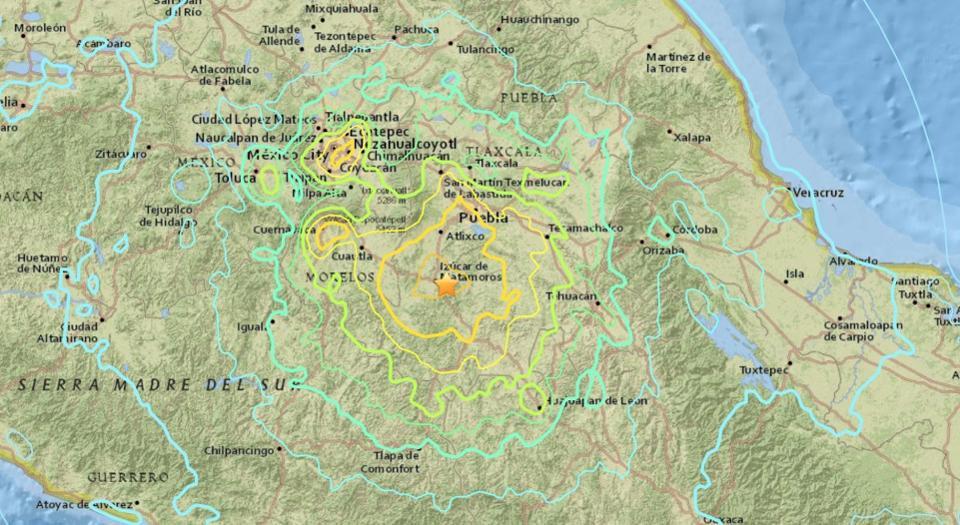 San Juan
del Río
Mixquiahuala
Moroleón
Acámbaro
Tula de
Allende
Tezontepec
de Aldama
Pachuca
Huauchinango
Tulancingo
Martínez de
la Torre
Atlacomulco
de Fabela
PUEBLA
Ciudad López Mateos
Tlalnepantla
Naucalpan de Juárez
Ecatepec
Nezahualcoyotl
Xalapa
Zitácuaro
MÉXICO
México City
Chimalhuacán
TLAXCALA
Tlaxcala
Toluca
Tlalpan
Coyoacán
Milpa Alta
San Martín Texmelucan
de Labastida
5286 m
Veracruz
Tejupilco
de Hidalgo
Puebla
Cuernavaca
Atlixco
Tecamachalco
Córdoba
Orizaba
Cuautla
Huetamo
de Núñez
MORELOS
Izúcar de
Matamoros
Alvarado
Isla
Santiago
Tuxtla
Tehuacán
Ciudad
Altamirano
Iguala
Cosamaloapan
de Carpio
Tuxtepec
SIERRA MADRE DEL SUR
Huajuapan de León
Chilpancingo
Tlapa de
Comonfort
GUERRERO
Atoyac de Álvarez
Oaxaca